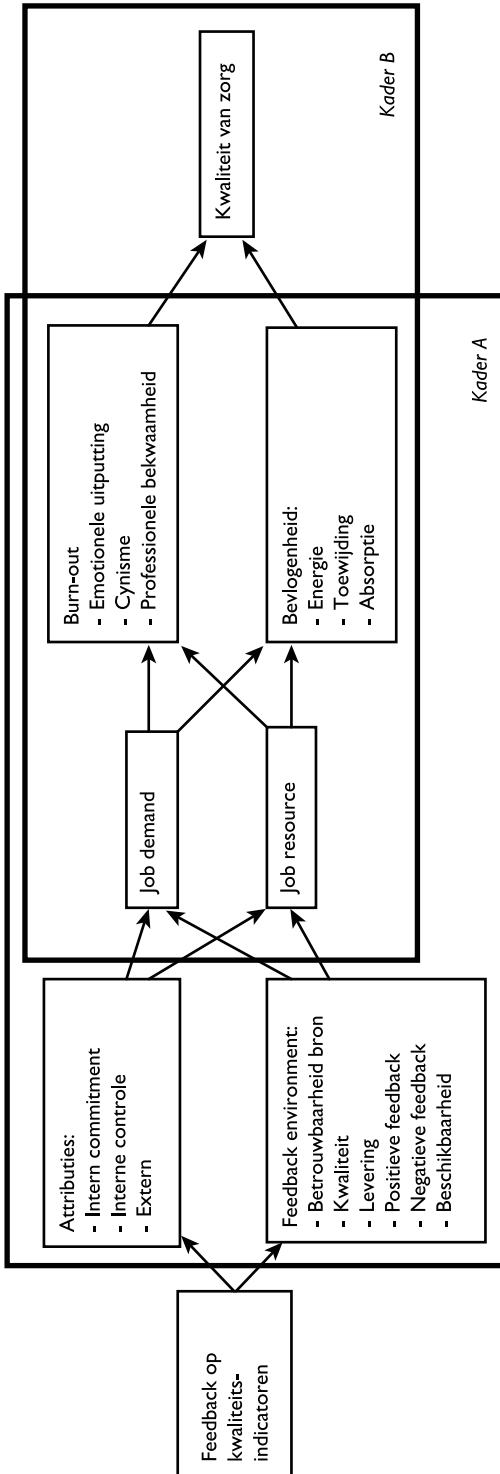 Feedback op
kwaliteits-
indicatoren
Attributies:
- Intern commitment
- Interne controle
- Extern
Feedback environment:
- Betrouwbaarheid bron
- Kwaliteit
- Levering
- Positieve feedback
- Negatieve feedback
- Beschikbaarheid
Job demand
Job resource
Burn-out
- Emotionele uitputting
- Cynisme
- Professionele bekwaamheid
Bevlogenheid:
- Energie
- Toewijding
- Absorptie
Kwaliteit van zorg
Kader A
Kader B